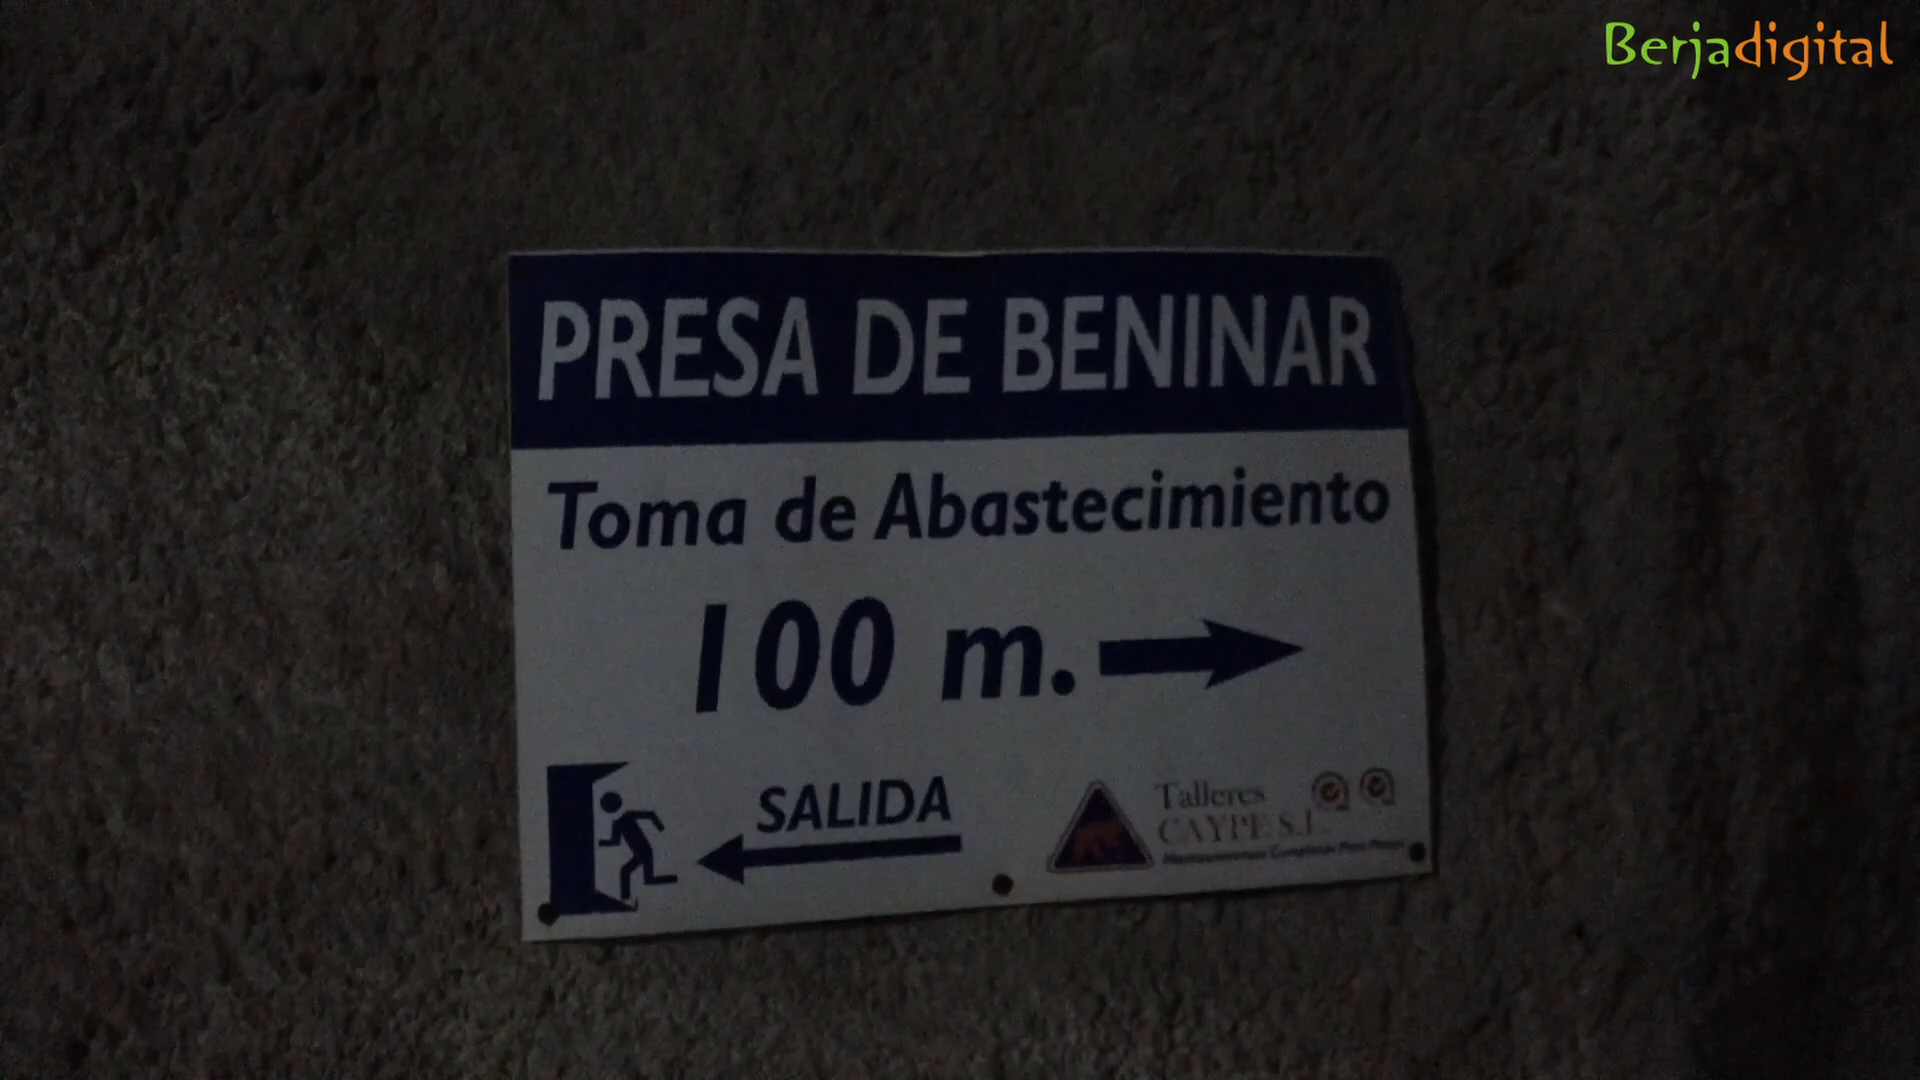 Berjadigital
PRESA DE BENINAR
Toma de Abastecimiento
100 m.
SALIDA
Talleres
CAYPE S.L.